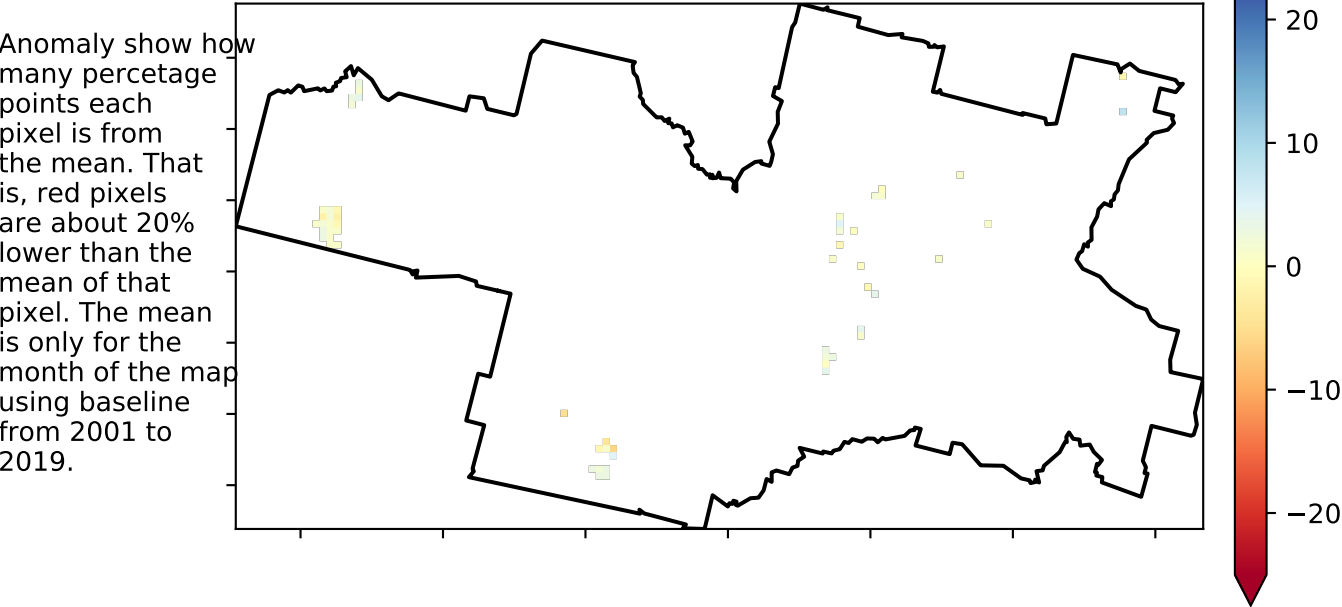 Anomaly show how
many percetage
points each
pixel is from
the mean. That
is, red pixels
are about 20%
lower than the
mean of that
pixel. The mean
is only for the
month of the map
using baseline
from 2001 to
2019.
20
10
0
−10
−20